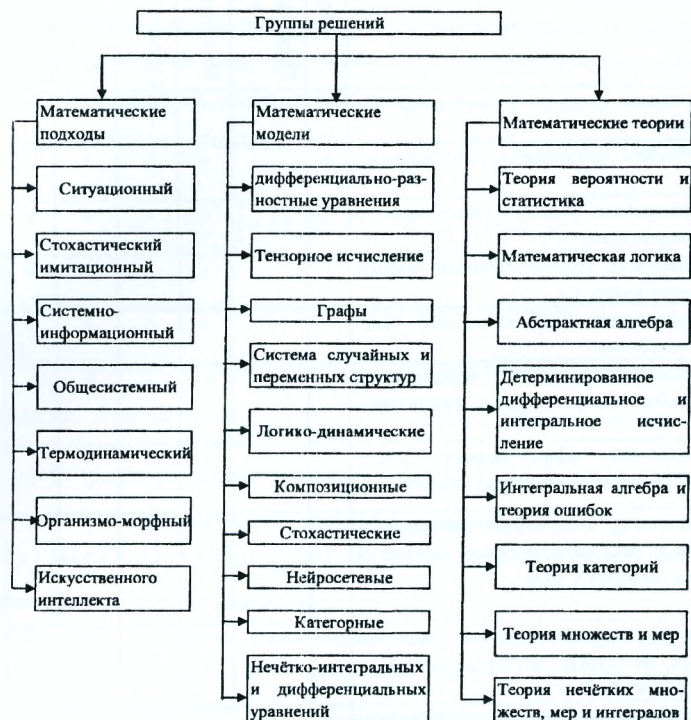 Группы решений
Математические
подходы
Ситуационный
Стохастический
имитационный
Системно-
информационный
Общесистемный
Термодинамический
Организмо-морфный
Искусственного
интеллекта
Математические
модели
дифференциально-раз-
ностные уравнения
Тензорное исчисление
Графы
Система случайных и
переменных структур
Логико-динамические
Композиционные
Стохастические
Нейросетевые
Категорные
Нечётко-интегральных
и дифференциальных
уравнений
Математические теории
Теория вероятности и
статистика
Математическая логика
Абстрактная алгебра
Детерминированное
дифференциальное и
интегральное исчис-
ление
Интегральная алгебра и
теория ошибок
Теория категорий
Теория множеств и мер
Теория нечётких мно-
жеств, мер и интегралов